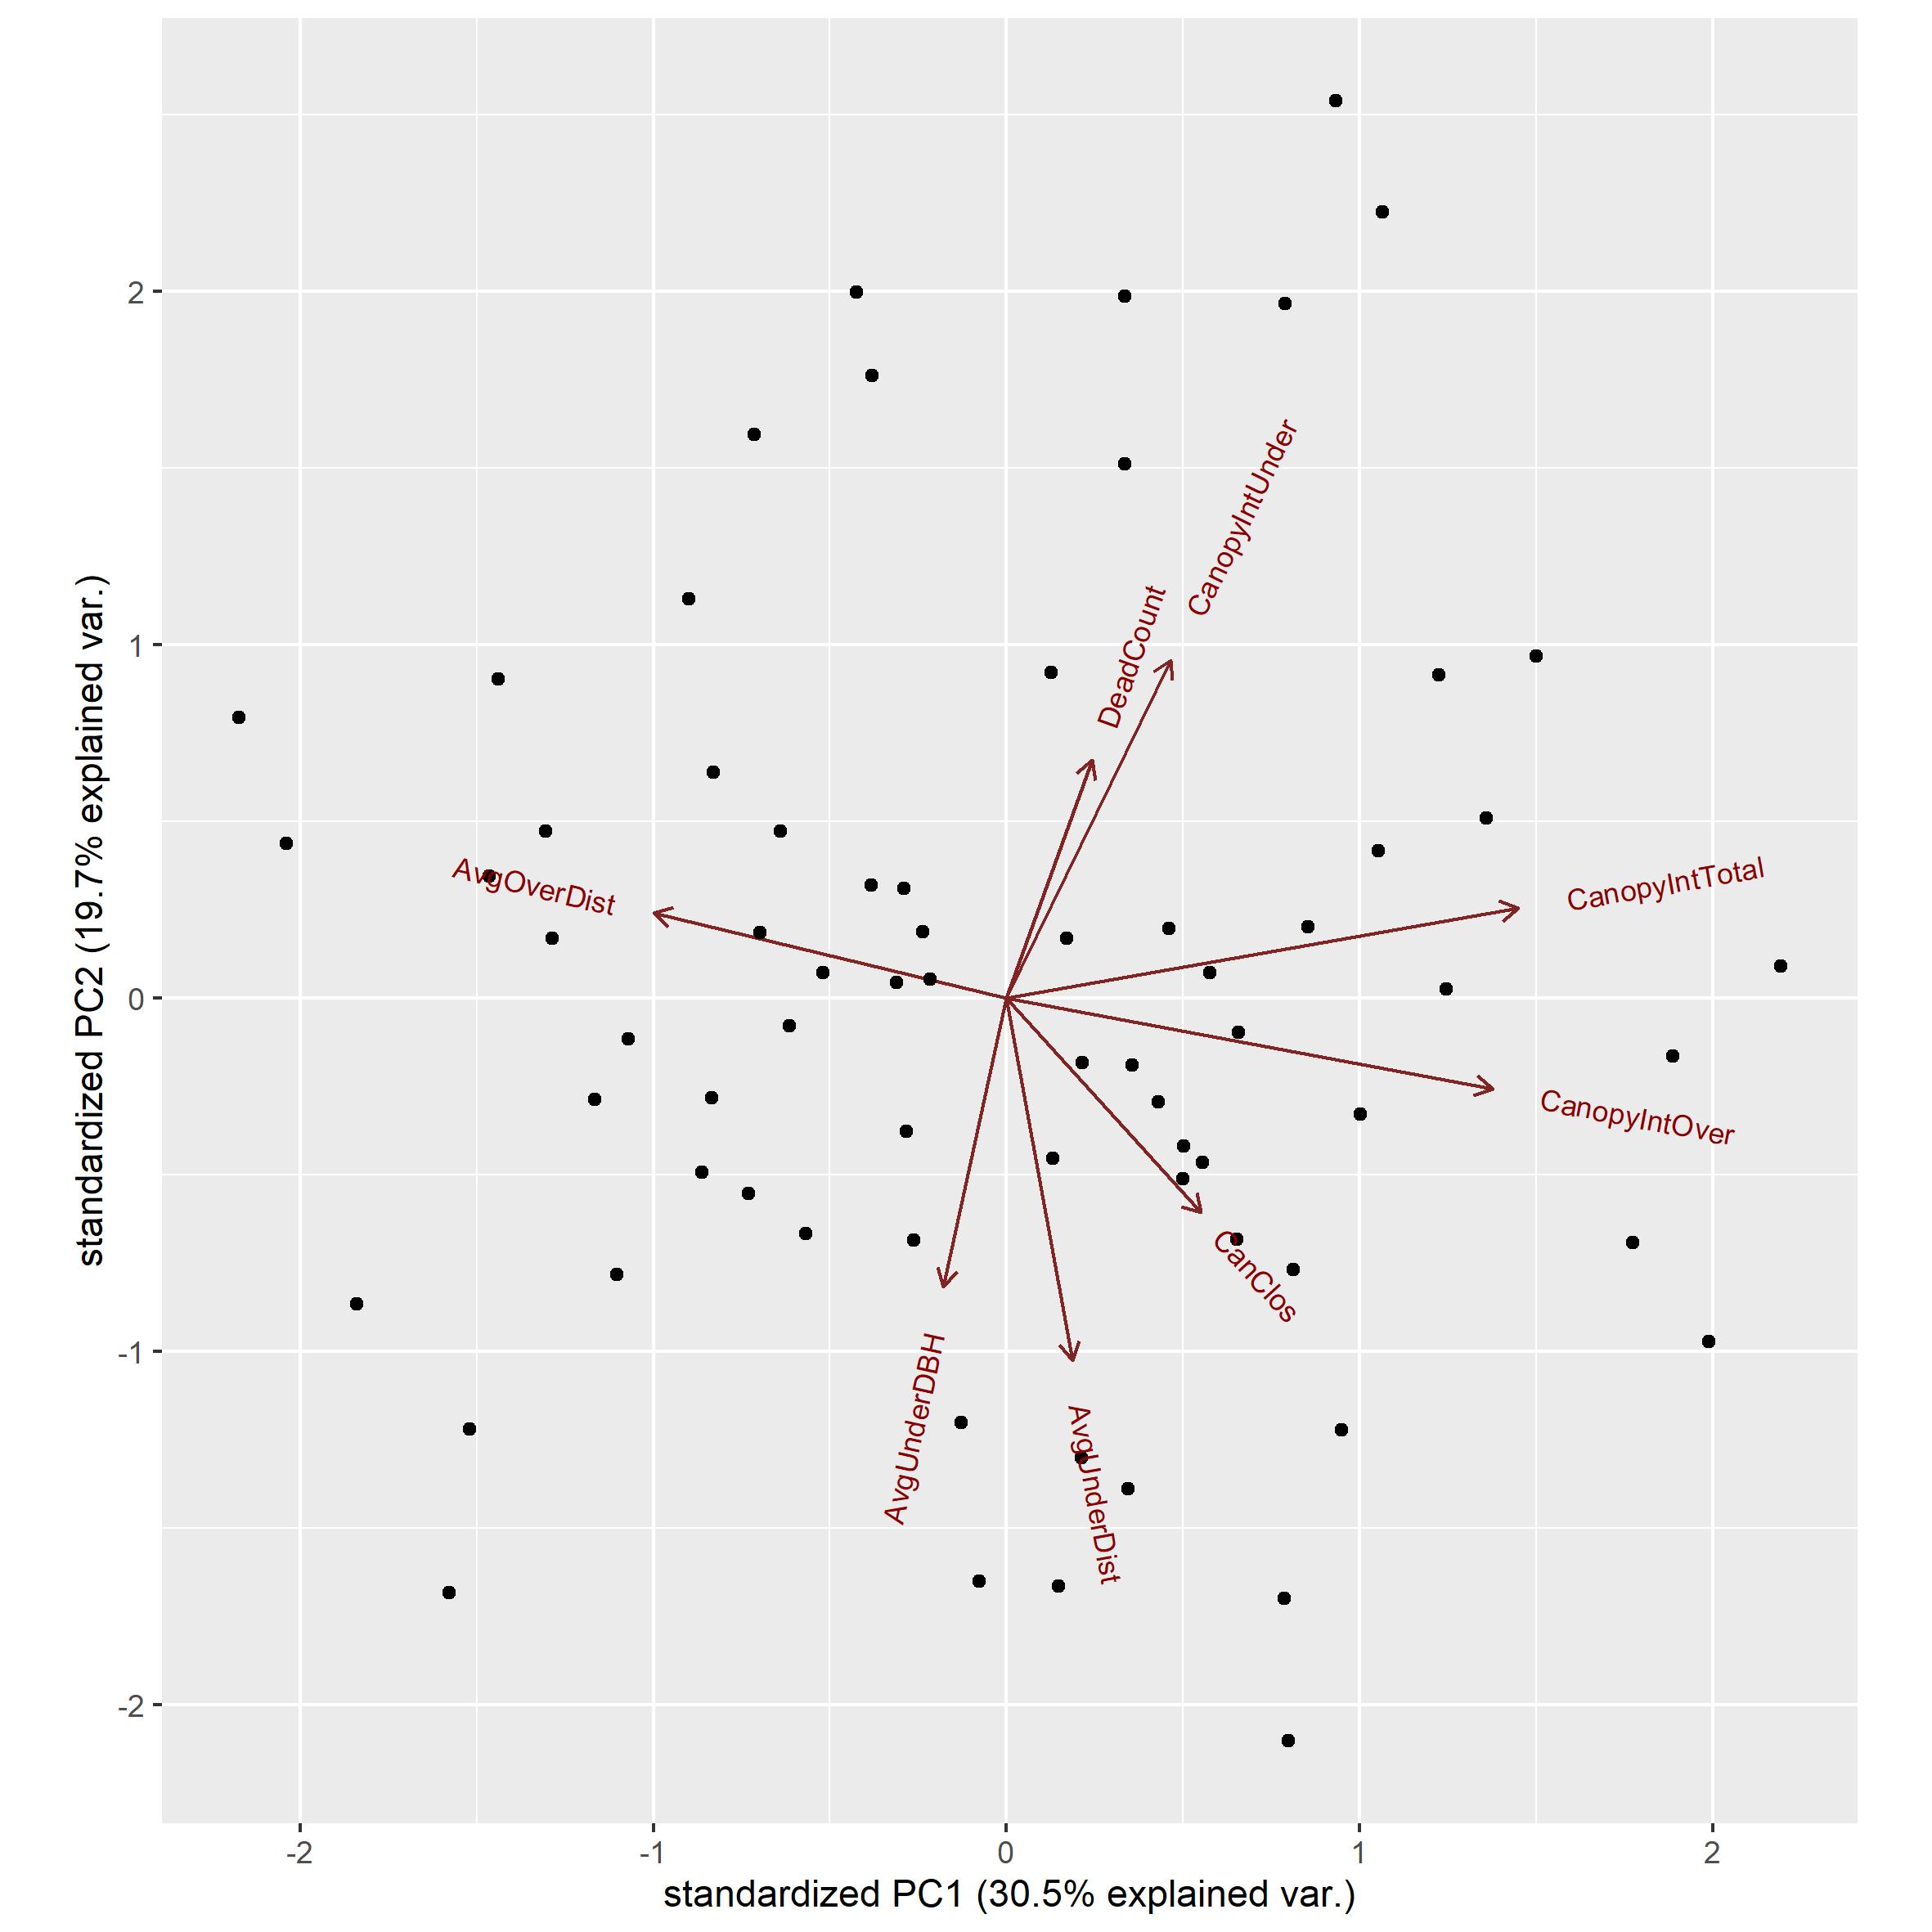 standardized PC2 (19.7% explained var.)
2
1
0
-1
-2
CanopyIntUnder
DeadCount
AvgOverDist
CanopyIntTotal
CanopyIntOver
CanClos
AvgUnderDBH
AvgUnderDist
-2
-1
0
1
2
standardized PC1 (30.5% explained var.)